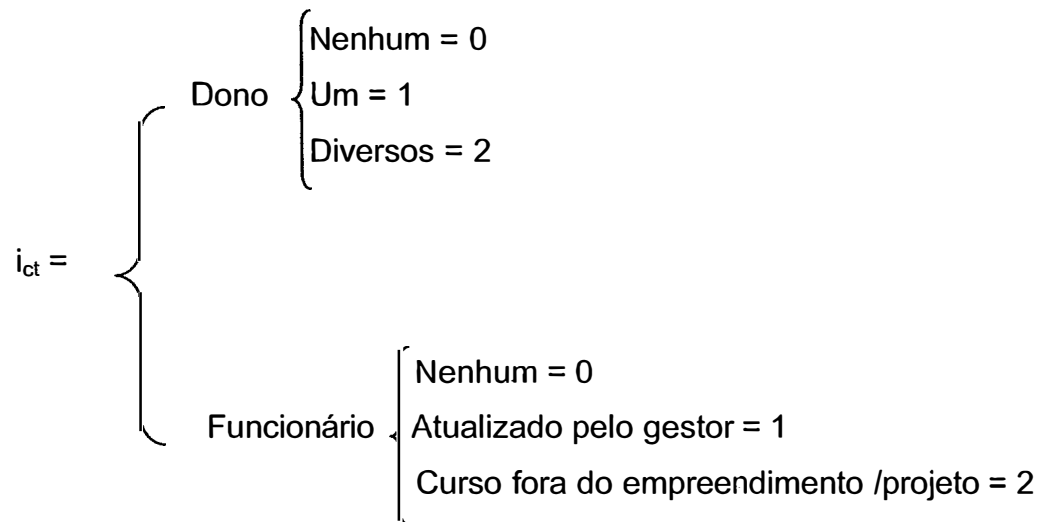 Nenhum = 0
Dono Um = 1
Diversos = 2
i_ct =
Nenhum = 0
Funcionário Atualizado pelo gestor = 1
Curso fora do empreendimento /projeto = 2